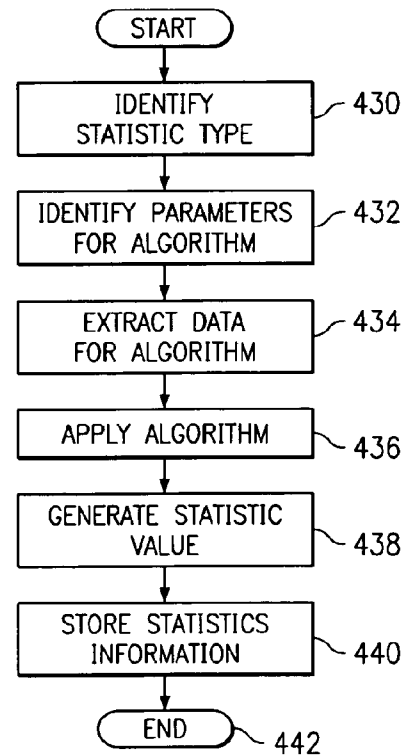 START
IDENTIFY
STATISTIC TYPE
430
IDENTIFY PARAMETERS
FOR ALGORITHM
432
EXTRACT DATA
FOR ALGORITHM
434
APPLY ALGORITHM
436
GENERATE STATISTIC
VALUE
438
STORE STATISTICS
INFORMATION
440
END
442